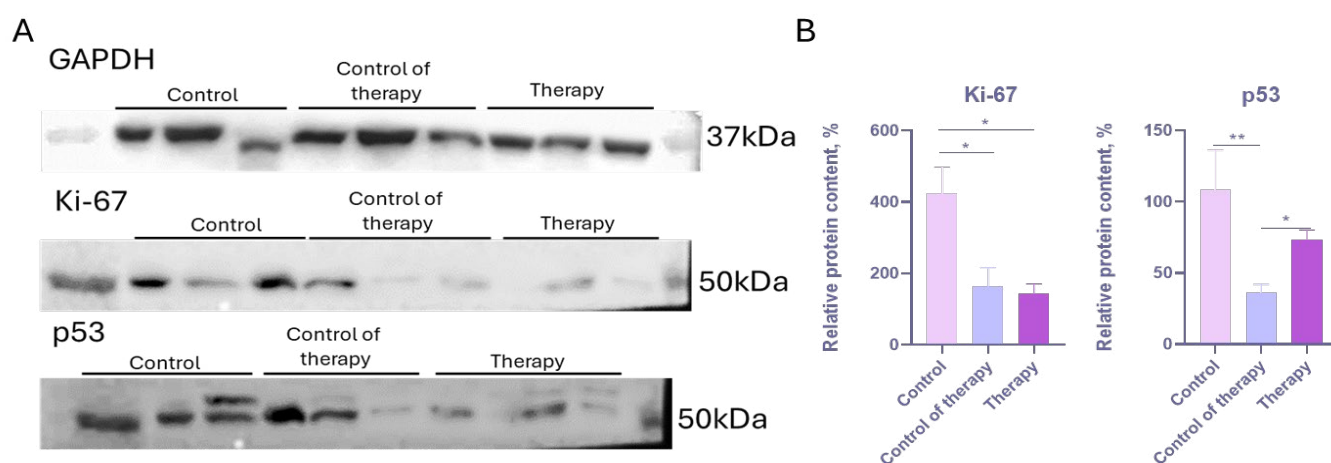 A
GAPDH
Control
Control of
therapy
Therapy
37kDa
Ki-67
Control
Control of
therapy
Therapy
50kDa
p53
Control
Control of
therapy
Therapy
50kDa
B
Ki-67
Relative protein content, %
600
400
200
0
*
*
Control
Control of therapy
Therapy
p53
Relative protein content, %
150
100
50
0
**
*
Control
Control of therapy
Therapy